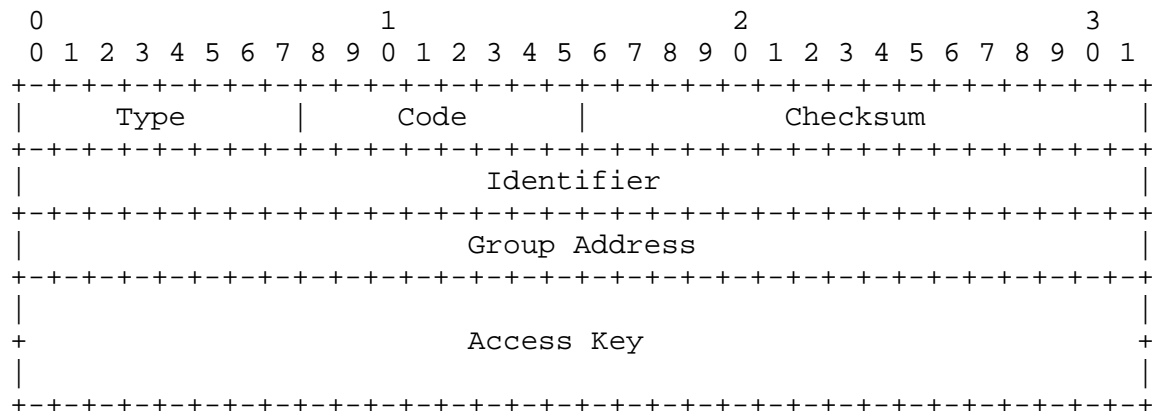 0                   1                   2                   3
 0 1 2 3 4 5 6 7 8 9 0 1 2 3 4 5 6 7 8 9 0 1 2 3 4 5 6 7 8 9 0 1
+-+-+-+-+-+-+-+-+-+-+-+-+-+-+-+-+-+-+-+-+-+-+-+-+-+-+-+-+-+-+-+-+
|     Type      |     Code      |           Checksum            |
+-+-+-+-+-+-+-+-+-+-+-+-+-+-+-+-+-+-+-+-+-+-+-+-+-+-+-+-+-+-+-+-+
|                          Identifier                           |
+-+-+-+-+-+-+-+-+-+-+-+-+-+-+-+-+-+-+-+-+-+-+-+-+-+-+-+-+-+-+-+-+
|                         Group Address                         |
+-+-+-+-+-+-+-+-+-+-+-+-+-+-+-+-+-+-+-+-+-+-+-+-+-+-+-+-+-+-+-+-+
|                                                               |
+                         Access Key                            +
|                                                               |
+-+-+-+-+-+-+-+-+-+-+-+-+-+-+-+-+-+-+-+-+-+-+-+-+-+-+-+-+-+-+-+-+